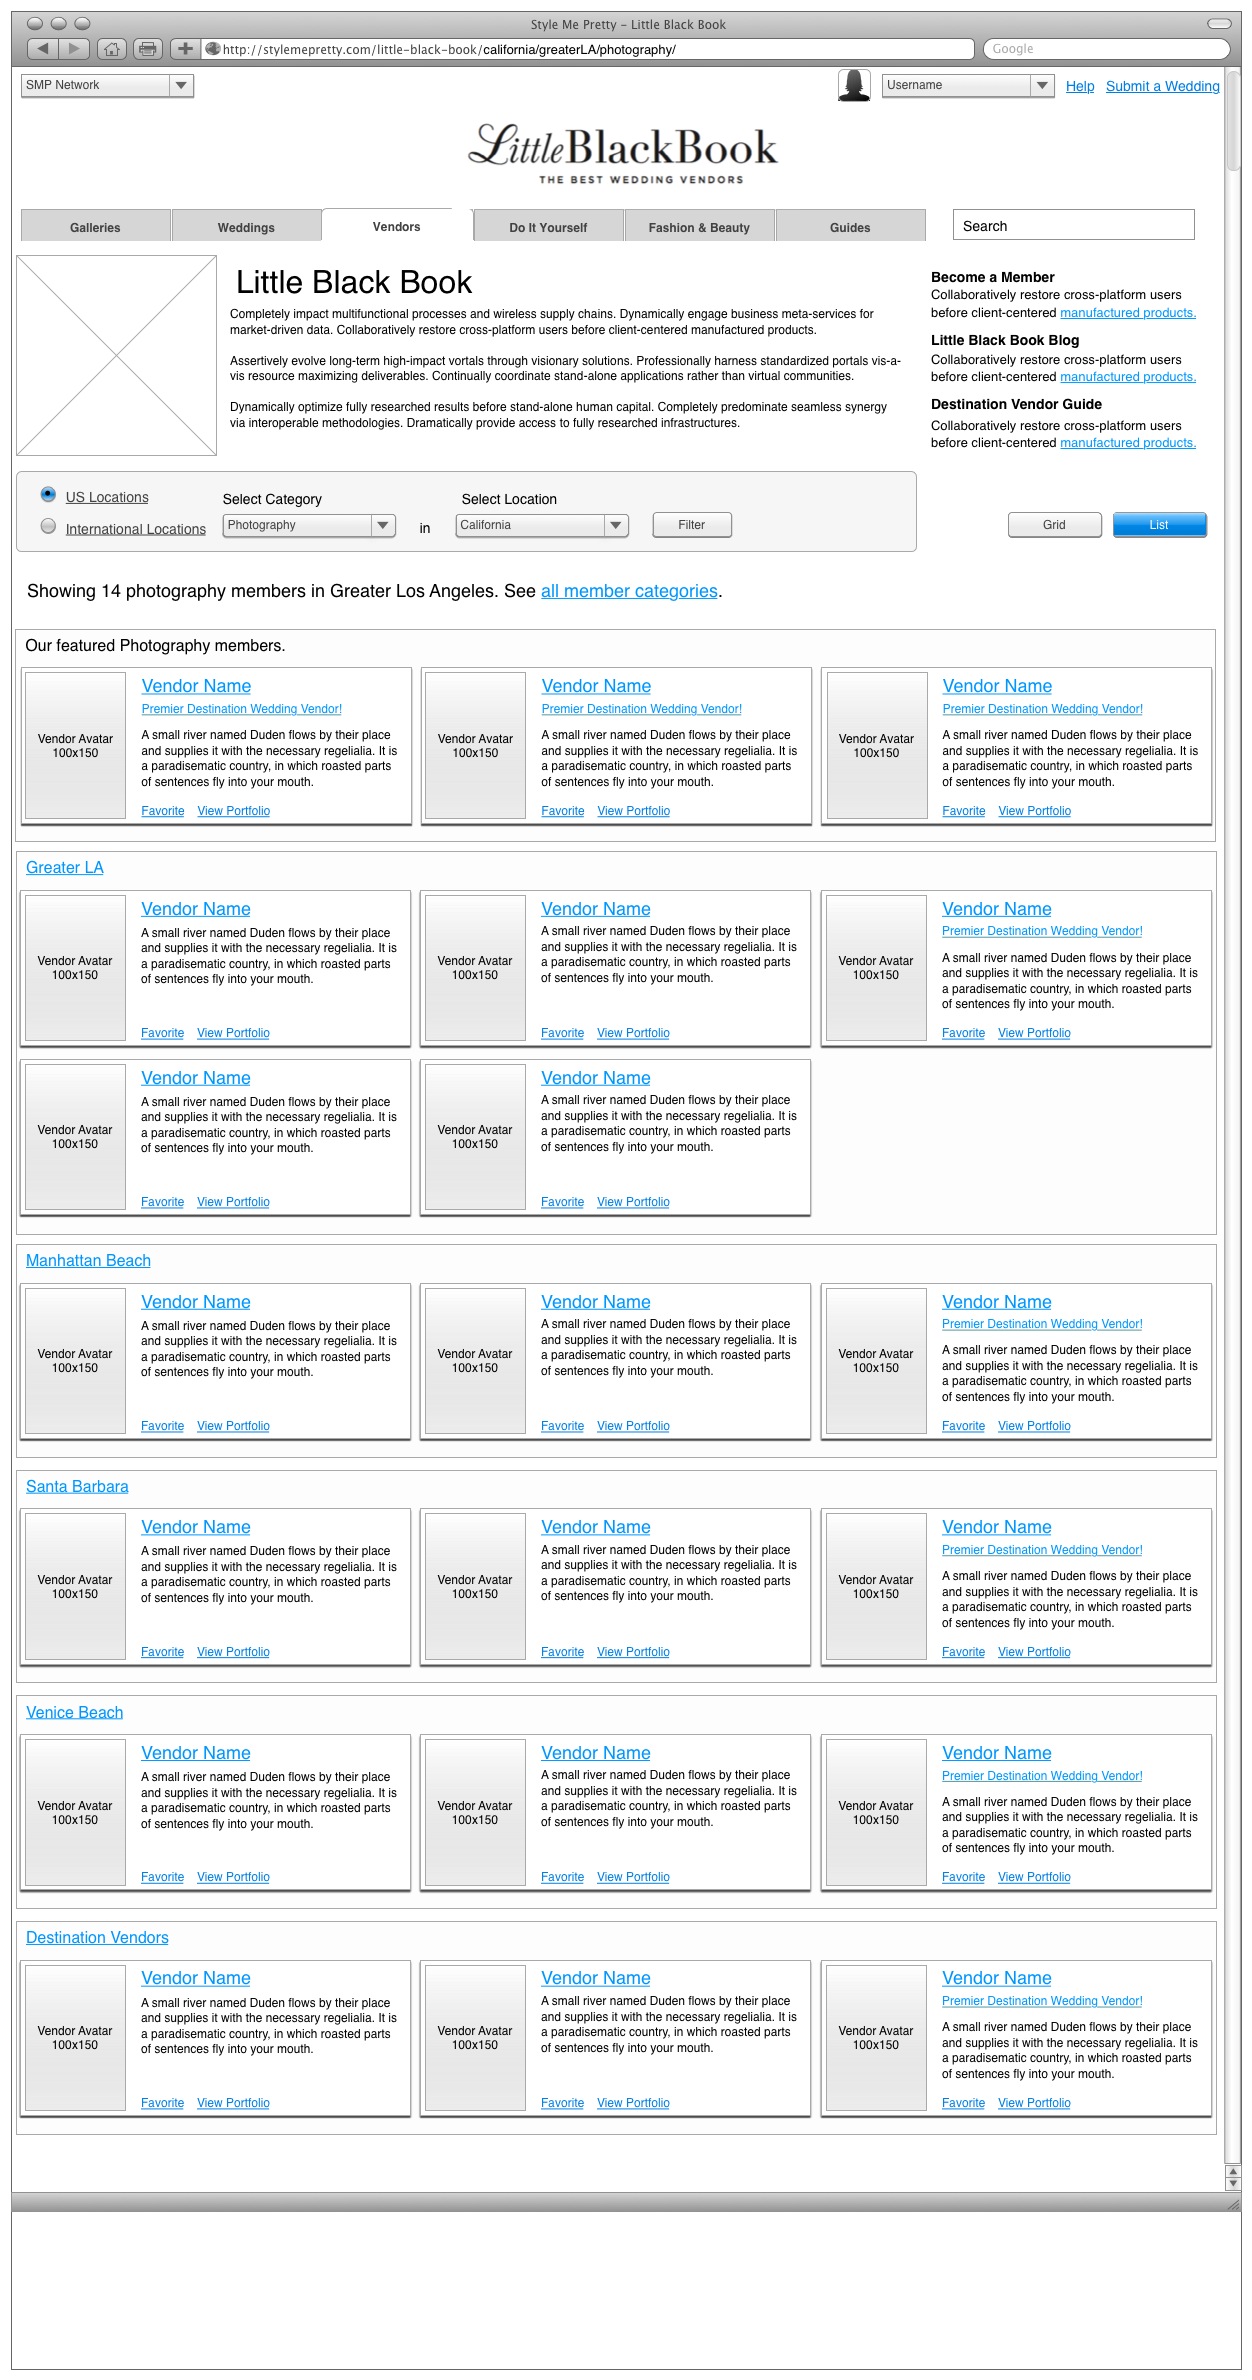 Style Me Pretty – Little Black Book
http://stylemepretty.com/little-black-book/california/greaterLA/photography/
Google
SMP Network
Username
Help
Submit a Wedding
LittleBlackBook
THE BEST WEDDING VENDORS
Galleries
Weddings
Vendors
Do It Yourself
Fashion & Beauty
Guides
Search
Little Black Book
Completely impact multifunctional processes and wireless supply chains. Dynamically engage business meta-services for
market-driven data. Collaboratively restore cross-platform users before client-centered manufactured products.
Assertively evolve long-term high-impact vortals through visionary solutions. Professionally harness standardized portals vis-a-
vis resource maximizing deliverables. Continually coordinate stand-alone applications rather than virtual communities.
Dynamically optimize fully researched results before stand-alone human capital. Completely predominate seamless synergy
via interoperable methodologies. Dramatically provide access to fully researched infrastructures.
Become a Member
Collaboratively restore cross-platform users
before client-centered manufactured products.
Little Black Book Blog
Collaboratively restore cross-platform users
before client-centered manufactured products.
Destination Vendor Guide
Collaboratively restore cross-platform users
before client-centered manufactured products.
US Locations
International Locations
Select Category
Photography
in
Select Location
California
Filter
Grid
List
Showing 14 photography members in Greater Los Angeles. See all member categories.
Our featured Photography members.
Vendor Avatar
100x150
Vendor Name
Premier Destination Wedding Vendor!
A small river named Duden flows by their place
and supplies it with the necessary regelialia. It is
a paradisematic country, in which roasted parts
of sentences fly into your mouth.
Favorite View Portfolio
Vendor Avatar
100x150
Vendor Name
Premier Destination Wedding Vendor!
A small river named Duden flows by their place
and supplies it with the necessary regelialia. It is
a paradisematic country, in which roasted parts
of sentences fly into your mouth.
Favorite View Portfolio
Vendor Avatar
100x150
Vendor Name
Premier Destination Wedding Vendor!
A small river named Duden flows by their place
and supplies it with the necessary regelialia. It is
a paradisematic country, in which roasted parts
of sentences fly into your mouth.
Favorite View Portfolio
Greater LA
Vendor Avatar
100x150
Vendor Name
A small river named Duden flows by their place
and supplies it with the necessary regelialia. It is
a paradisematic country, in which roasted parts
of sentences fly into your mouth.
Favorite View Portfolio
Vendor Avatar
100x150
Vendor Name
A small river named Duden flows by their place
and supplies it with the necessary regelialia. It is
a paradisematic country, in which roasted parts
of sentences fly into your mouth.
Favorite View Portfolio
Vendor Avatar
100x150
Vendor Name
Premier Destination Wedding Vendor!
A small river named Duden flows by their place
and supplies it with the necessary regelialia. It is
a paradisematic country, in which roasted parts
of sentences fly into your mouth.
Favorite View Portfolio
Vendor Avatar
100x150
Vendor Name
A small river named Duden flows by their place
and supplies it with the necessary regelialia. It is
a paradisematic country, in which roasted parts
of sentences fly into your mouth.
Favorite View Portfolio
Vendor Avatar
100x150
Vendor Name
A small river named Duden flows by their place
and supplies it with the necessary regelialia. It is
a paradisematic country, in which roasted parts
of sentences fly into your mouth.
Favorite View Portfolio
Manhattan Beach
Vendor Avatar
100x150
Vendor Name
A small river named Duden flows by their place
and supplies it with the necessary regelialia. It is
a paradisematic country, in which roasted parts
of sentences fly into your mouth.
Favorite View Portfolio
Vendor Avatar
100x150
Vendor Name
A small river named Duden flows by their place
and supplies it with the necessary regelialia. It is
a paradisematic country, in which roasted parts
of sentences fly into your mouth.
Favorite View Portfolio
Vendor Avatar
100x150
Vendor Name
Premier Destination Wedding Vendor!
A small river named Duden flows by their place
and supplies it with the necessary regelialia. It is
a paradisematic country, in which roasted parts
of sentences fly into your mouth.
Favorite View Portfolio
Santa Barbara
Vendor Avatar
100x150
Vendor Name
A small river named Duden flows by their place
and supplies it with the necessary regelialia. It is
a paradisematic country, in which roasted parts
of sentences fly into your mouth.
Favorite View Portfolio
Vendor Avatar
100x150
Vendor Name
A small river named Duden flows by their place
and supplies it with the necessary regelialia. It is
a paradisematic country, in which roasted parts
of sentences fly into your mouth.
Favorite View Portfolio
Vendor Avatar
100x150
Vendor Name
Premier Destination Wedding Vendor!
A small river named Duden flows by their place
and supplies it with the necessary regelialia. It is
a paradisematic country, in which roasted parts
of sentences fly into your mouth.
Favorite View Portfolio
Venice Beach
Vendor Avatar
100x150
Vendor Name
A small river named Duden flows by their place
and supplies it with the necessary regelialia. It is
a paradisematic country, in which roasted parts
of sentences fly into your mouth.
Favorite View Portfolio
Vendor Avatar
100x150
Vendor Name
A small river named Duden flows by their place
and supplies it with the necessary regelialia. It is
a paradisematic country, in which roasted parts
of sentences fly into your mouth.
Favorite View Portfolio
Vendor Avatar
100x150
Vendor Name
Premier Destination Wedding Vendor!
A small river named Duden flows by their place
and supplies it with the necessary regelialia. It is
a paradisematic country, in which roasted parts
of sentences fly into your mouth.
Favorite View Portfolio
Destination Vendors
Vendor Avatar
100x150
Vendor Name
A small river named Duden flows by their place
and supplies it with the necessary regelialia. It is
a paradisematic country, in which roasted parts
of sentences fly into your mouth.
Favorite View Portfolio
Vendor Avatar
100x150
Vendor Name
A small river named Duden flows by their place
and supplies it with the necessary regelialia. It is
a paradisematic country, in which roasted parts
of sentences fly into your mouth.
Favorite View Portfolio
Vendor Avatar
100x150
Vendor Name
Premier Destination Wedding Vendor!
A small river named Duden flows by their place
and supplies it with the necessary regelialia. It is
a paradisematic country, in which roasted parts
of sentences fly into your mouth.
Favorite View Portfolio